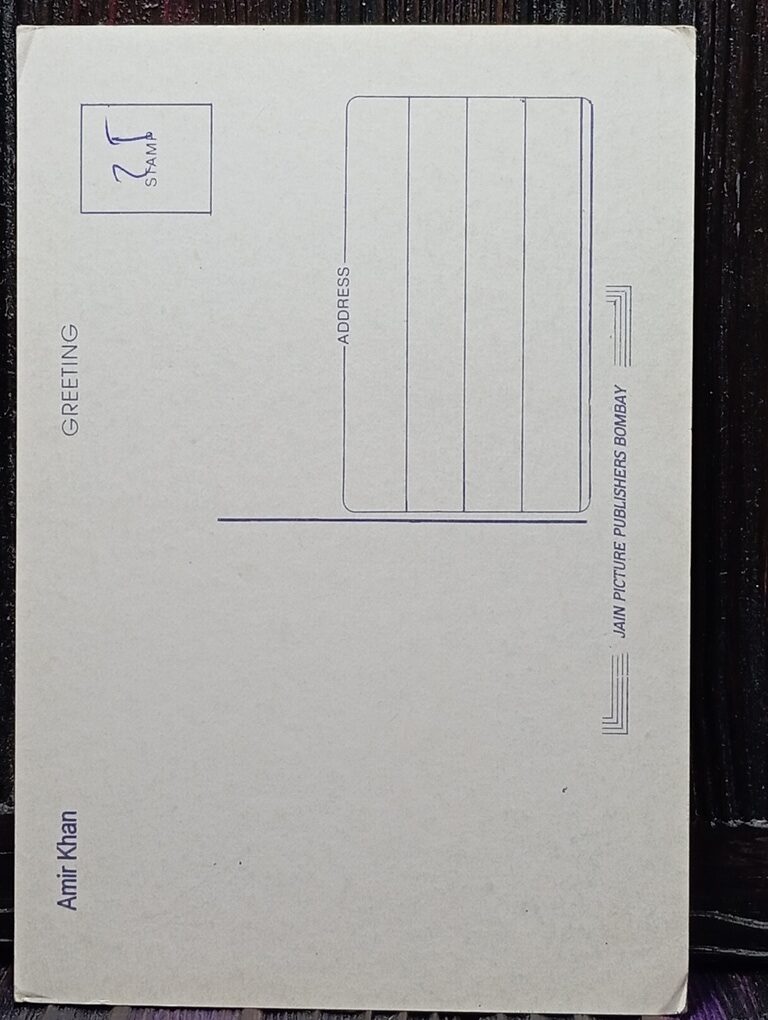 Amir Khan
GREETING
STAMP
ADDRESS
JAIN PICTURE PUBLISHERS BOMBAY